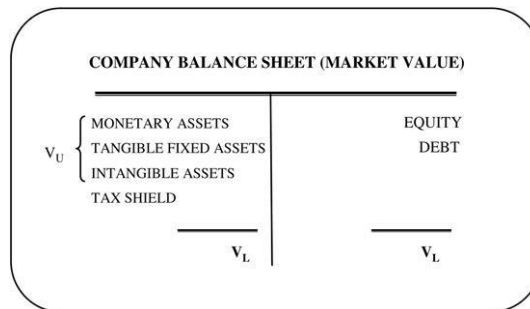 COMPANY BALANCE SHEET (MARKET VALUE)
MONETARY ASSETS
V_U TANGIBLE FIXED ASSETS
INTANGIBLE ASSETS
TAX SHIELD
V_L
EQUITY
DEBT
V_L